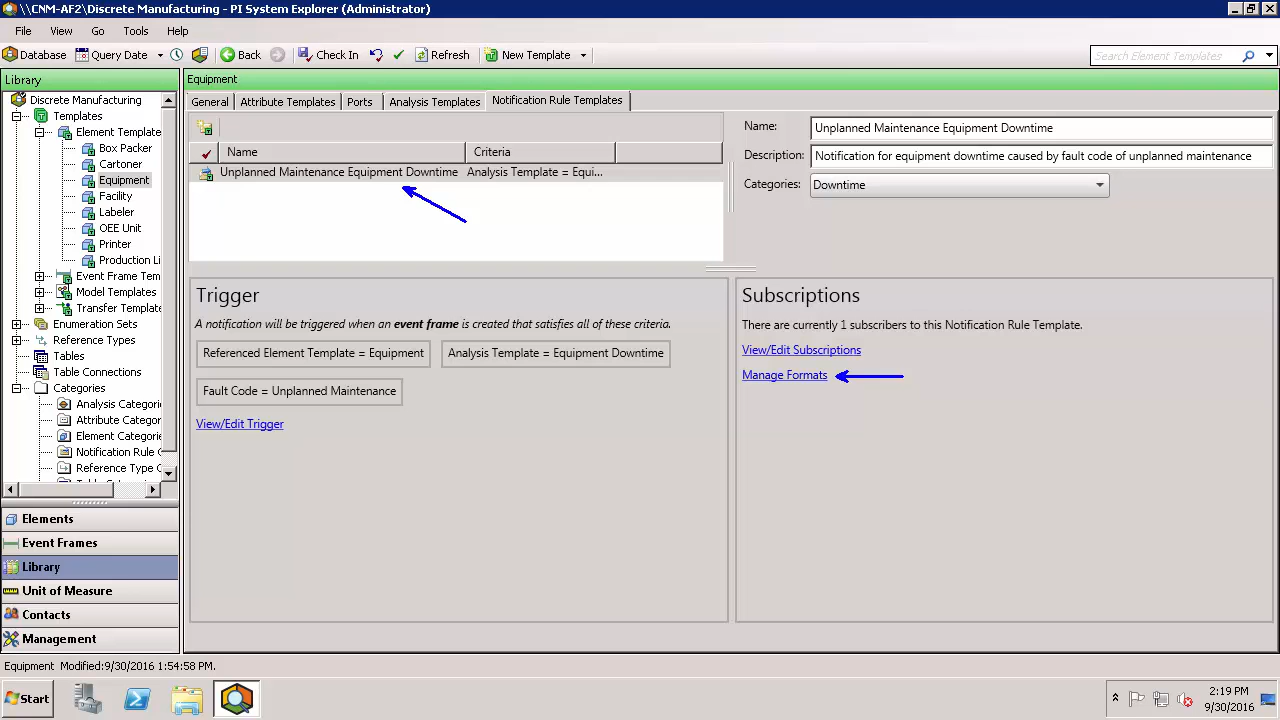 \\CNM-AF2\Discrete Manufacturing - PI System Explorer (Administrator)
File View Go Tools Help
Database Query Date Back Check In Refresh New Template Search Element Templates
Library
Discrete Manufacturing
Templates
Element Template
Box Packer
Cartoner
Equipment
Facility
Labeler
OEE Unit
Printer
Production Li
Event Frame Tem
Model Templates
Transfer Template
Enumeration Sets
Reference Types
Tables
Table Connections
Categories
Analysis Categori
Attribute Categor
Element Categorie
Notification Rule C
Reference Type C
Elements
Event Frames
Library
Unit of Measure
Contacts
Management
Equipment
General Attribute Templates Ports Analysis Templates Notification Rule Templates
Name Criteria
Unplanned Maintenance Equipment Downtime Analysis Template = Equi...
Name: Unplanned Maintenance Equipment Downtime
Description: Notification for equipment downtime caused by fault code of unplanned maintenance
Categories: Downtime
Trigger
A notification will be triggered when an event frame is created that satisfies all of these criteria.
Referenced Element Template = Equipment Analysis Template = Equipment Downtime
Fault Code = Unplanned Maintenance
View/Edit Trigger
Subscriptions
There are currently 1 subscribers to this Notification Rule Template.
View/Edit Subscriptions
Manage Formats
Equipment Modified:9/30/2016 1:54:58 PM.
Start
2:19 PM
9/30/2016